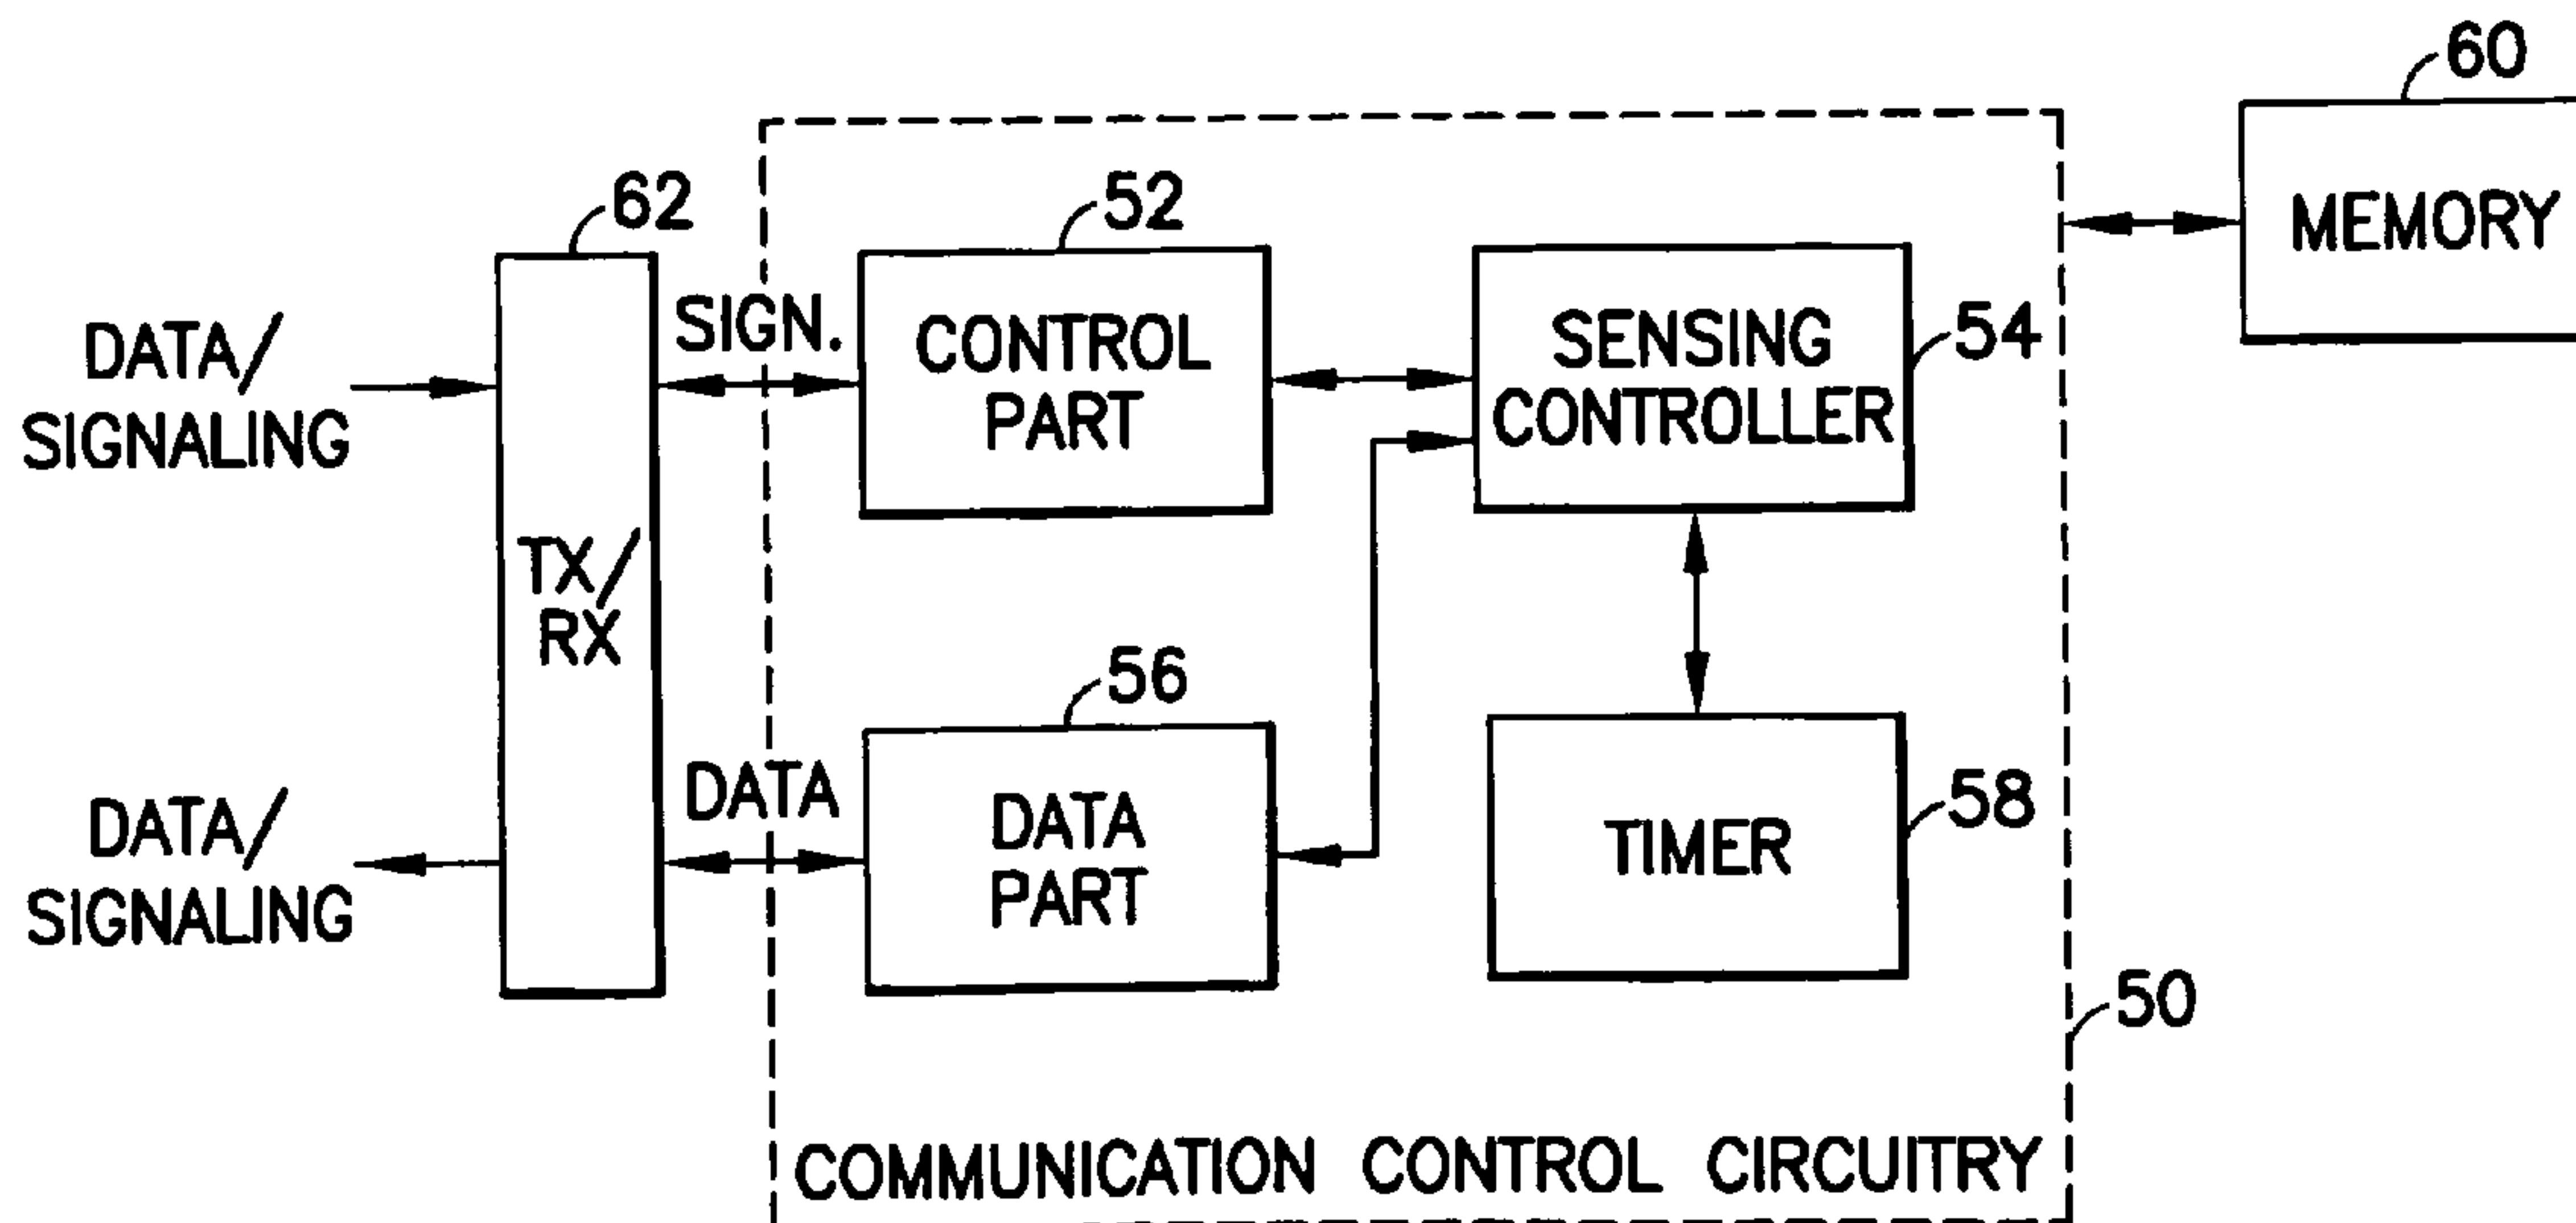 60
MEMORY
62
52
54
SIGN.
DATA/
SIGNALING
CONTROL
PART
SENSING
CONTROLLER
TX/
RX
56
58
DATA
DATA/
SIGNALING
DATA
PART
TIMER
50
COMMUNICATION CONTROL CIRCUITRY